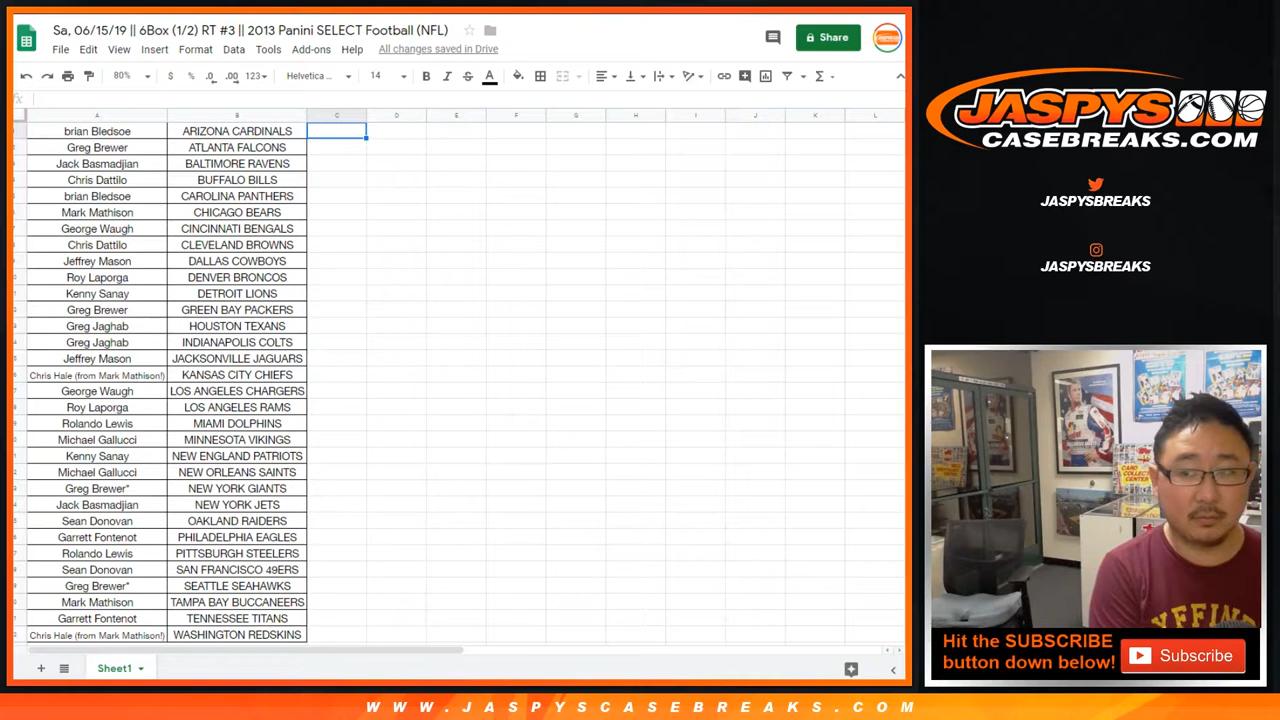 Sa, 06/15/19 || 6Box (1/2) RT #3 || 2013 Panini SELECT Football (NFL)
File Edit View Insert Format Data Tools Add-ons Help All changes saved in Drive
Share
80% $ % .0 .00 123 Helvetica ... 14 B I S A
fx
A B C D E F G H I J K L
brian Bledsoe ARIZONA CARDINALS
Greg Brewer ATLANTA FALCONS
Jack Basmadjian BALTIMORE RAVENS
Chris Dattilo BUFFALO BILLS
brian Bledsoe CAROLINA PANTHERS
Mark Mathison CHICAGO BEARS
George Waugh CINCINNATI BENGALS
Chris Dattilo CLEVELAND BROWNS
Jeffrey Mason DALLAS COWBOYS
Roy Laporga DENVER BRONCOS
Kenny Sanay DETROIT LIONS
Greg Brewer GREEN BAY PACKERS
Greg Jaghab HOUSTON TEXANS
Greg Jaghab INDIANAPOLIS COLTS
Jeffrey Mason JACKSONVILLE JAGUARS
Chris Hale (from Mark Mathison!) KANSAS CITY CHIEFS
George Waugh LOS ANGELES CHARGERS
Roy Laporga LOS ANGELES RAMS
Rolando Lewis MIAMI DOLPHINS
Michael Gallucci MINNESOTA VIKINGS
Kenny Sanay NEW ENGLAND PATRIOTS
Michael Gallucci NEW ORLEANS SAINTS
Greg Brewer* NEW YORK GIANTS
Jack Basmadjian NEW YORK JETS
Sean Donovan OAKLAND RAIDERS
Garrett Fontenot PHILADELPHIA EAGLES
Rolando Lewis PITTSBURGH STEELERS
Sean Donovan SAN FRANCISCO 49ERS
Greg Brewer* SEATTLE SEAHAWKS
Mark Mathison TAMPA BAY BUCCANEERS
Garrett Fontenot TENNESSEE TITANS
Chris Hale (from Mark Mathison!) WASHINGTON REDSKINS
Sheet1
JASPYS
CASEBREAKS.COM
JASPYSBREAKS
JASPYSBREAKS
CARD
COLLECT
CENTER
YFFIN
Hit the SUBSCRIBE
button down below!
Subscribe
WWW.JASPYSCASEBREAKS.COM